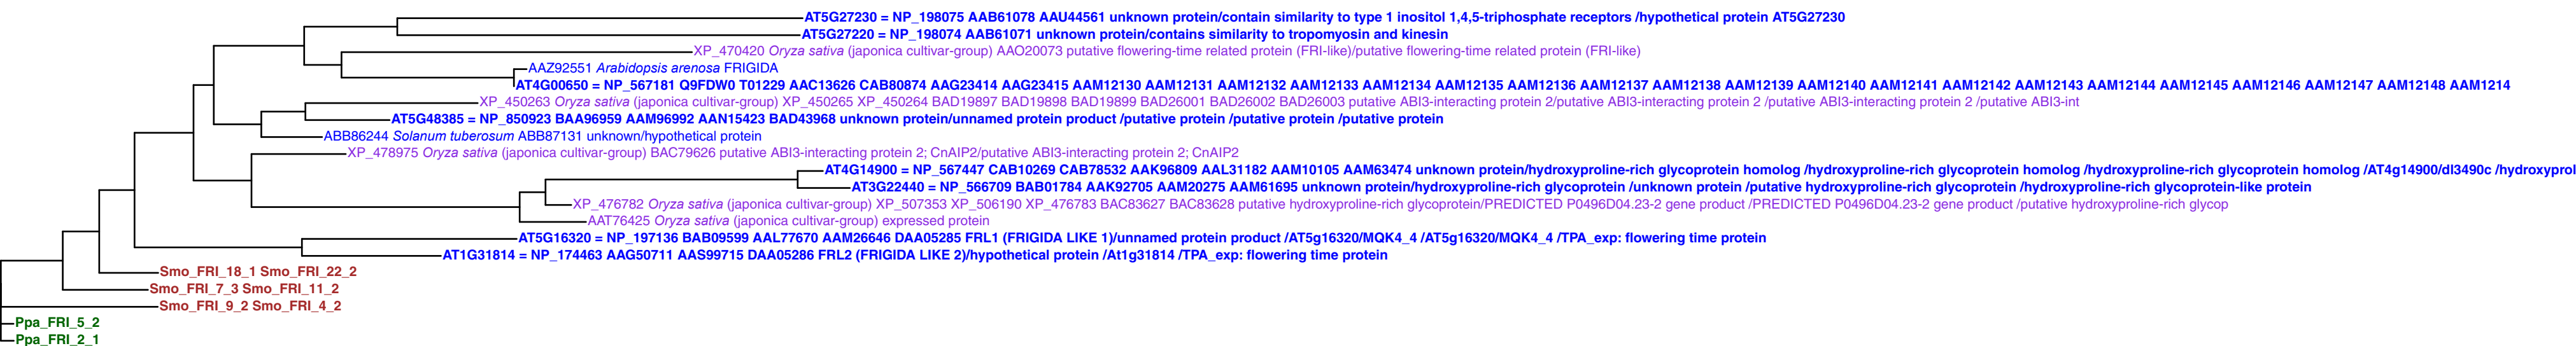 AT5G27230 = NP_198075 AAB61078 AAU44561 unknown protein/contain similarity to type 1 inositol 1,4,5-triphosphate receptors /hypothetical protein AT5G27230
AT5G27220 = NP_198074 AAB61071 unknown protein/contains similarity to tropomyosin and kinesin
XP_470420 Oryza sativa (japonica cultivar-group) AAO20073 putative flowering-time related protein (FRI-like)/putative flowering-time related protein (FRI-like)
AAZ92551 Arabidopsis arenosa FRIGIDA
AT4G00650 = NP_567181 Q9FDW0 T01229 AAC13626 CAB80874 AAG23414 AAG23415 AAM12130 AAM12131 AAM12132 AAM12133 AAM12134 AAM12135 AAM12136 AAM12137 AAM12138 AAM12139 AAM12140 AAM12141 AAM12142 AAM12143 AAM12144 AAM12145 AAM12146 AAM12147 AAM12148 AAM1214
XP_450263 Oryza sativa (japonica cultivar-group) XP_450265 XP_450264 BAD19897 BAD19898 BAD19899 BAD26001 BAD26002 BAD26003 putative ABI3-interacting protein 2/putative ABI3-interacting protein 2 /putative ABI3-interacting protein 2 /putative ABI3-int
AT5G48385 = NP_850923 BAA96959 AAM96992 AAN15423 BAD43968 unknown protein/unnamed protein product /putative protein /putative protein /putative protein
ABB86244 Solanum tuberosum ABB87131 unknown/hypothetical protein
XP_478975 Oryza sativa (japonica cultivar-group) BAC79626 putative ABI3-interacting protein 2; CnAIP2/putative ABI3-interacting protein 2; CnAIP2
AT4G14900 = NP_567447 CAB10269 CAB78532 AAK96809 AAL31182 AAM10105 AAM63474 unknown protein/hydroxyproline-rich glycoprotein homolog /hydroxyproline-rich glycoprotein homolog /hydroxyproline-rich glycoprotein homolog /AT4g14900/dl3490c /hydroxyprol
AT3G22440 = NP_566709 BAB01784 AAK92705 AAM20275 AAM61695 unknown protein/hydroxyproline-rich glycoprotein /unknown protein /putative hydroxyproline-rich glycoprotein /hydroxyproline-rich glycoprotein-like protein
XP_476782 Oryza sativa (japonica cultivar-group) XP_507353 XP_506190 XP_476783 BAC83627 BAC83628 putative hydroxyproline-rich glycoprotein/PREDICTED P0496D04.23-2 gene product /PREDICTED P0496D04.23-2 gene product /putative hydroxyproline-rich glycop
AAT76425 Oryza sativa (japonica cultivar-group) expressed protein
AT5G16320 = NP_197136 BAB09599 AAL77670 AAM26646 DAA05285 FRL1 (FRIGIDA LIKE 1)/unnamed protein product /AT5g16320/MQK4_4 /AT5g16320/MQK4_4 /TPA_exp: flowering time protein
AT1G31814 = NP_174463 AAG50711 AAS99715 DAA05286 FRL2 (FRIGIDA LIKE 2)/hypothetical protein /At1g31814 /TPA_exp: flowering time protein
Smo_FRI_18_1 Smo_FRI_22_2
Smo_FRI_7_3 Smo_FRI_11_2
Smo_FRI_9_2 Smo_FRI_4_2
Ppa_FRI_5_2
Ppa_FRI_2_1